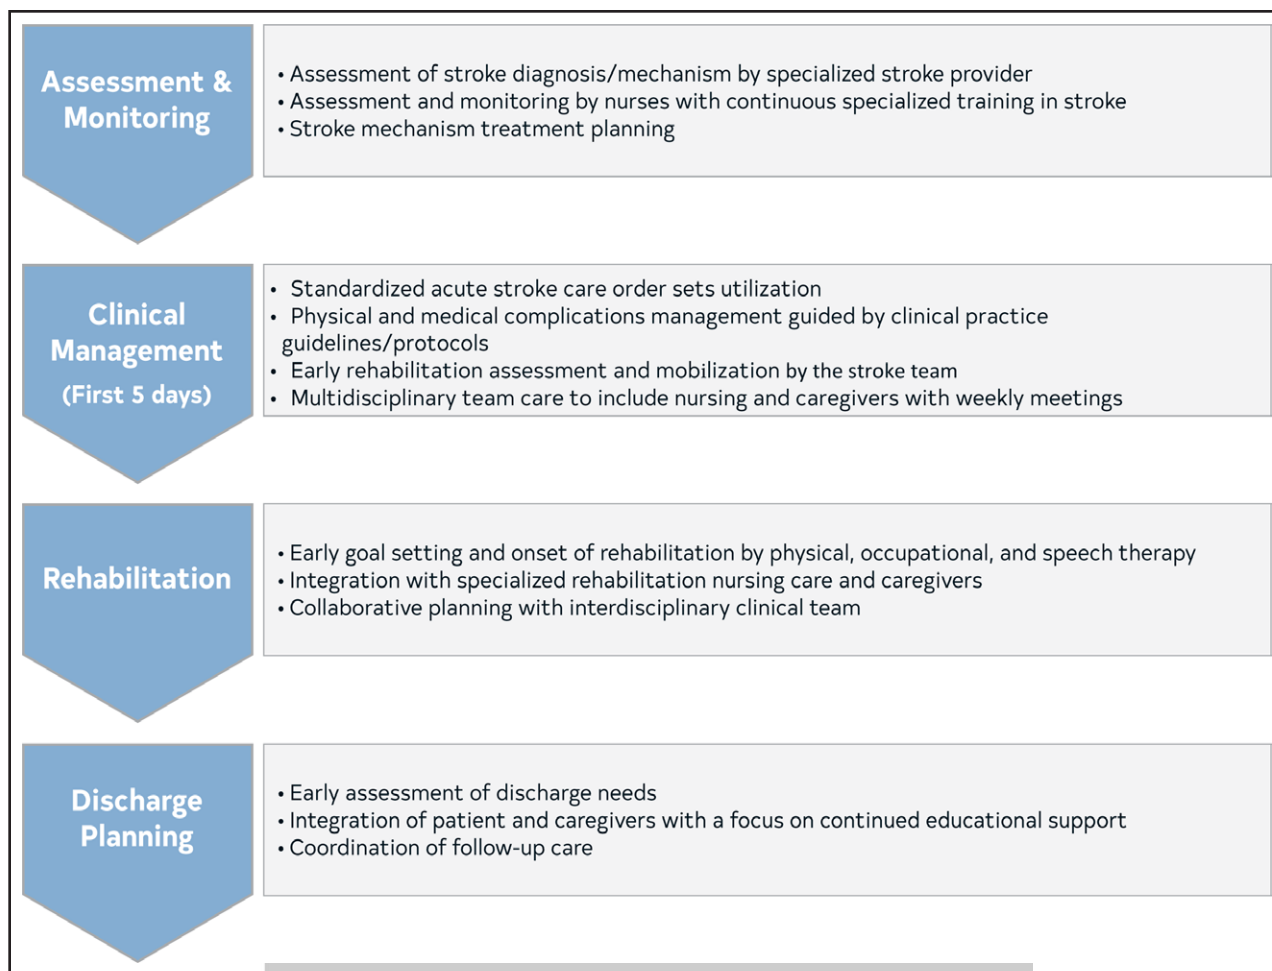 Assessment &
Monitoring
• Assessment of stroke diagnosis/mechanism by specialized stroke provider
• Assessment and monitoring by nurses with continuous specialized training in stroke
• Stroke mechanism treatment planning
Clinical
Management
(First 5 days)
• Standardized acute stroke care order sets utilization
• Physical and medical complications management guided by clinical practice
guidelines/protocols
• Early rehabilitation assessment and mobilization by the stroke team
• Multidisciplinary team care to include nursing and caregivers with weekly meetings
Rehabilitation
• Early goal setting and onset of rehabilitation by physical, occupational, and speech therapy
• Integration with specialized rehabilitation nursing care and caregivers
• Collaborative planning with interdisciplinary clinical team
Discharge
Planning
• Early assessment of discharge needs
• Integration of patient and caregivers with a focus on continued educational support
• Coordination of follow-up care